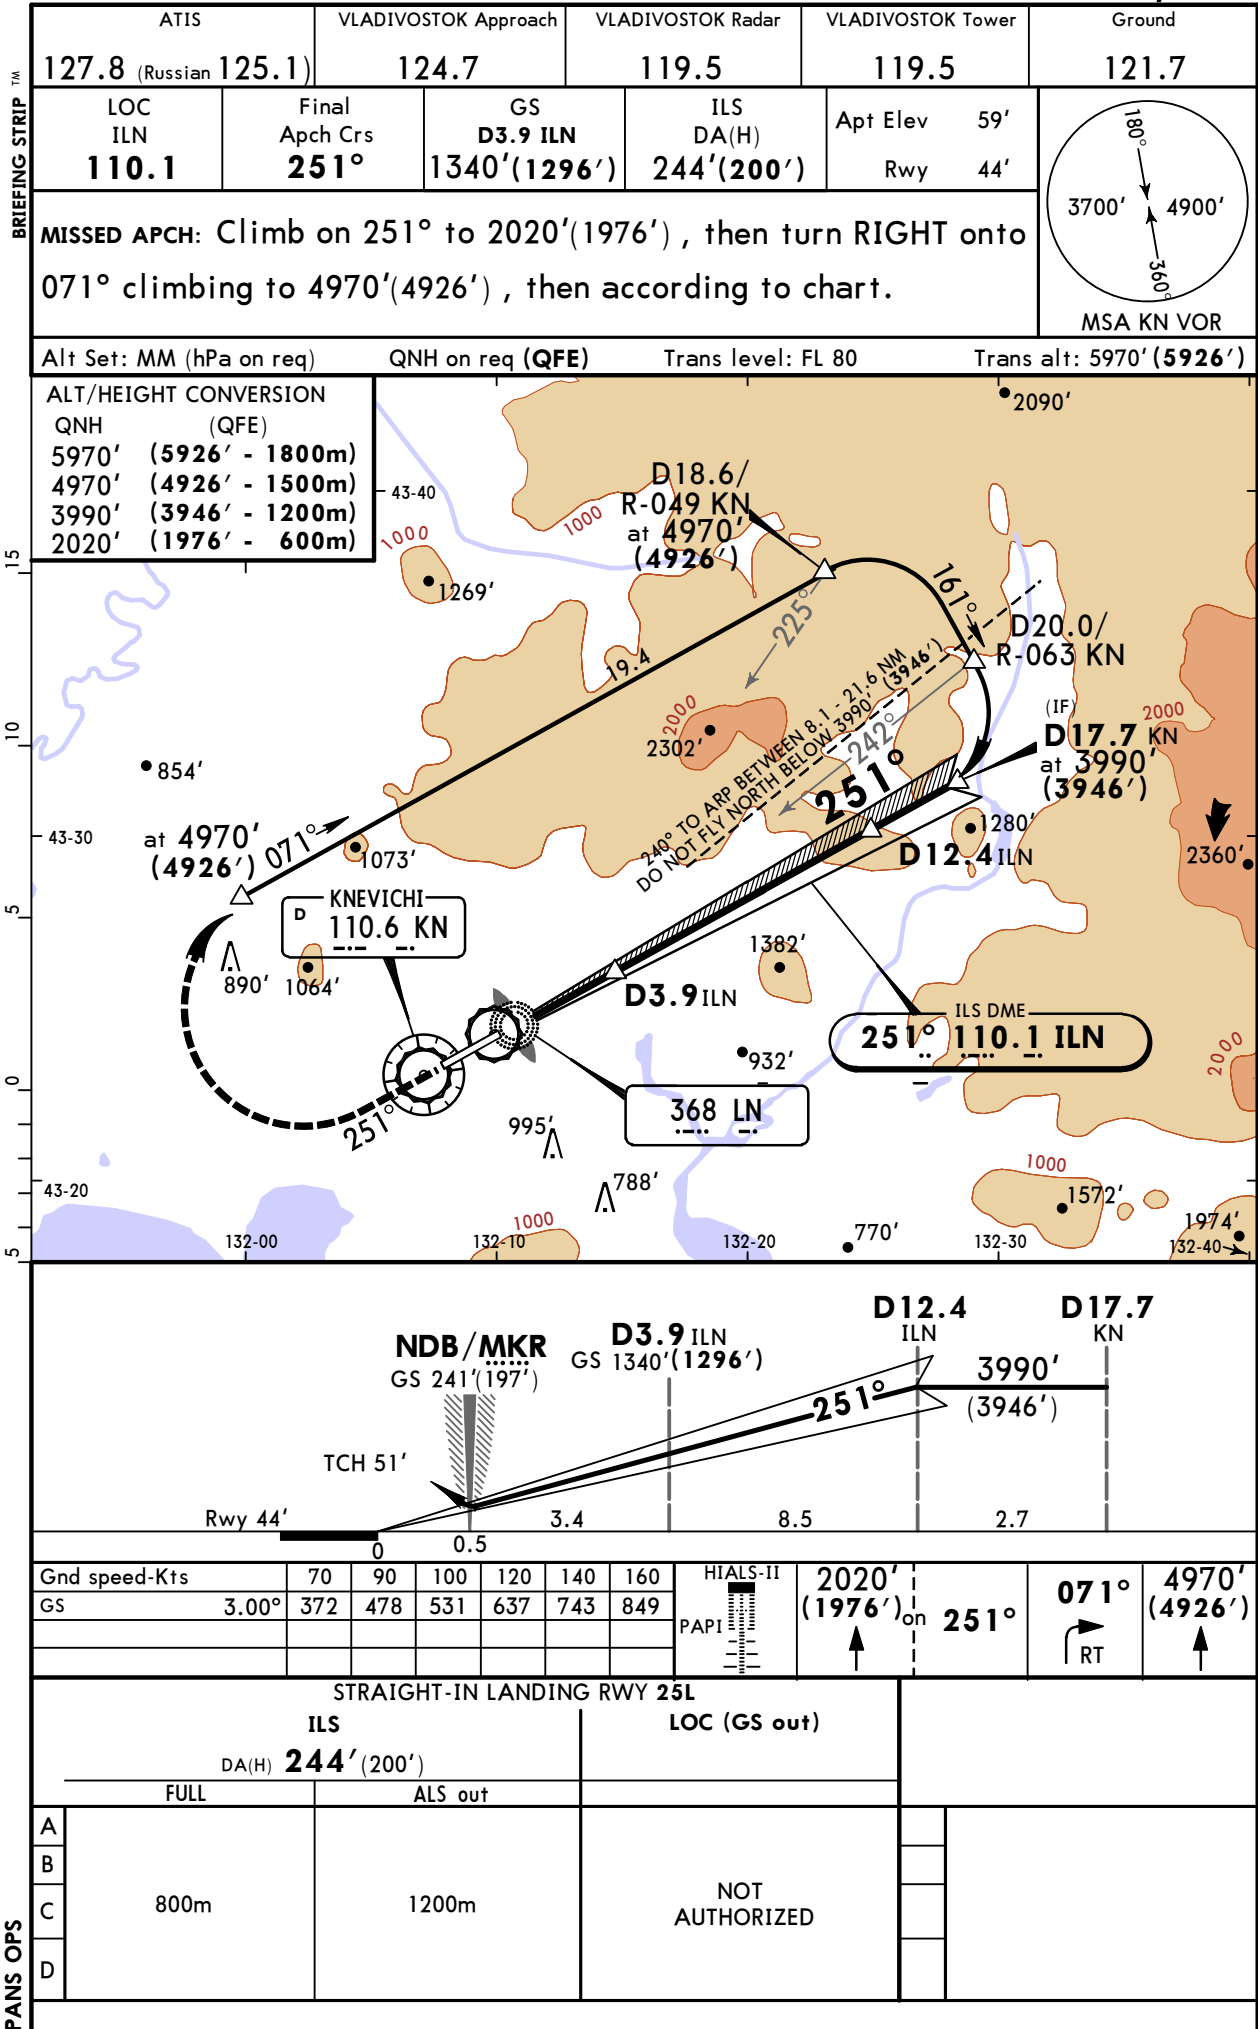 ATIS
127.8 (Russian 125.1)
VLADIVOSTOK Approach
124.7
VLADIVOSTOK Radar
119.5
VLADIVOSTOK Tower
119.5
Ground
121.7
BRIEFING STRIP TM
LOC
ILN
110.1
Final
Apch Crs
251°
GS
D3.9 ILN
1340'(1296')
ILS
DA(H)
244'(200')
Apt Elev 59'
Rwy 44'
180°
3700' 4900'
360°
MSA KN VOR
MISSED APCH: Climb on 251° to 2020'(1976') , then turn RIGHT onto
071° climbing to 4970'(4926') , then according to chart.
Alt Set: MM (hPa on req) QNH on req (QFE) Trans level: FL 80 Trans alt: 5970'(5926')
ALT/HEIGHT CONVERSION
QNH (QFE)
5970' (5926' - 1800m)
4970' (4926' - 1500m)
3990' (3946' - 1200m)
2020' (1976' - 600m)
2090'
43-40
D18.6/
R-049 KN
at 4970'
(4926')
1000
1000
1269'
15
161°
225°
D20.0/
R-063 KN
19.4
2000
2302'
240° TO ARP BETWEEN 8.1 - 21.6 NM
DO NOT FLY NORTH BELOW 3990' (3946')
242°
251°
(IF)
D17.7 KN
at 3990'
(3946')
2000
10
854'
43-30
at 4970'
(4926')
071°
1073'
1280'
D12.4 ILN
2360'
5
KNEVICHI
D 110.6 KN
890'
1064'
1382'
D3.9 ILN
ILS DME
251° 110.1 ILN
932'
2000
0
368 LN
251°
995'
788'
43-20
1000
1572'
1000
770'
1974'
5
132-00
132-10
132-20
132-30
132-40
D12.4
ILN
D17.7
KN
NDB/MKR
GS 241'(197')
D3.9 ILN
GS 1340'(1296')
251°
3990'
(3946')
TCH 51'
Rwy 44'
3.4 8.5 2.7
0 0.5
Gnd speed-Kts 70 90 100 120 140 160
GS 3.00° 372 478 531 637 743 849
HIALS-II
PAPI
2020'
(1976') on 251°
071°
RT
4970'
(4926')
STRAIGHT-IN LANDING RWY 25L
ILS
DA(H) 244'(200')
LOC (GS out)
FULL ALS out
A
B
C
D
800m
1200m
NOT
AUTHORIZED
PANS OPS